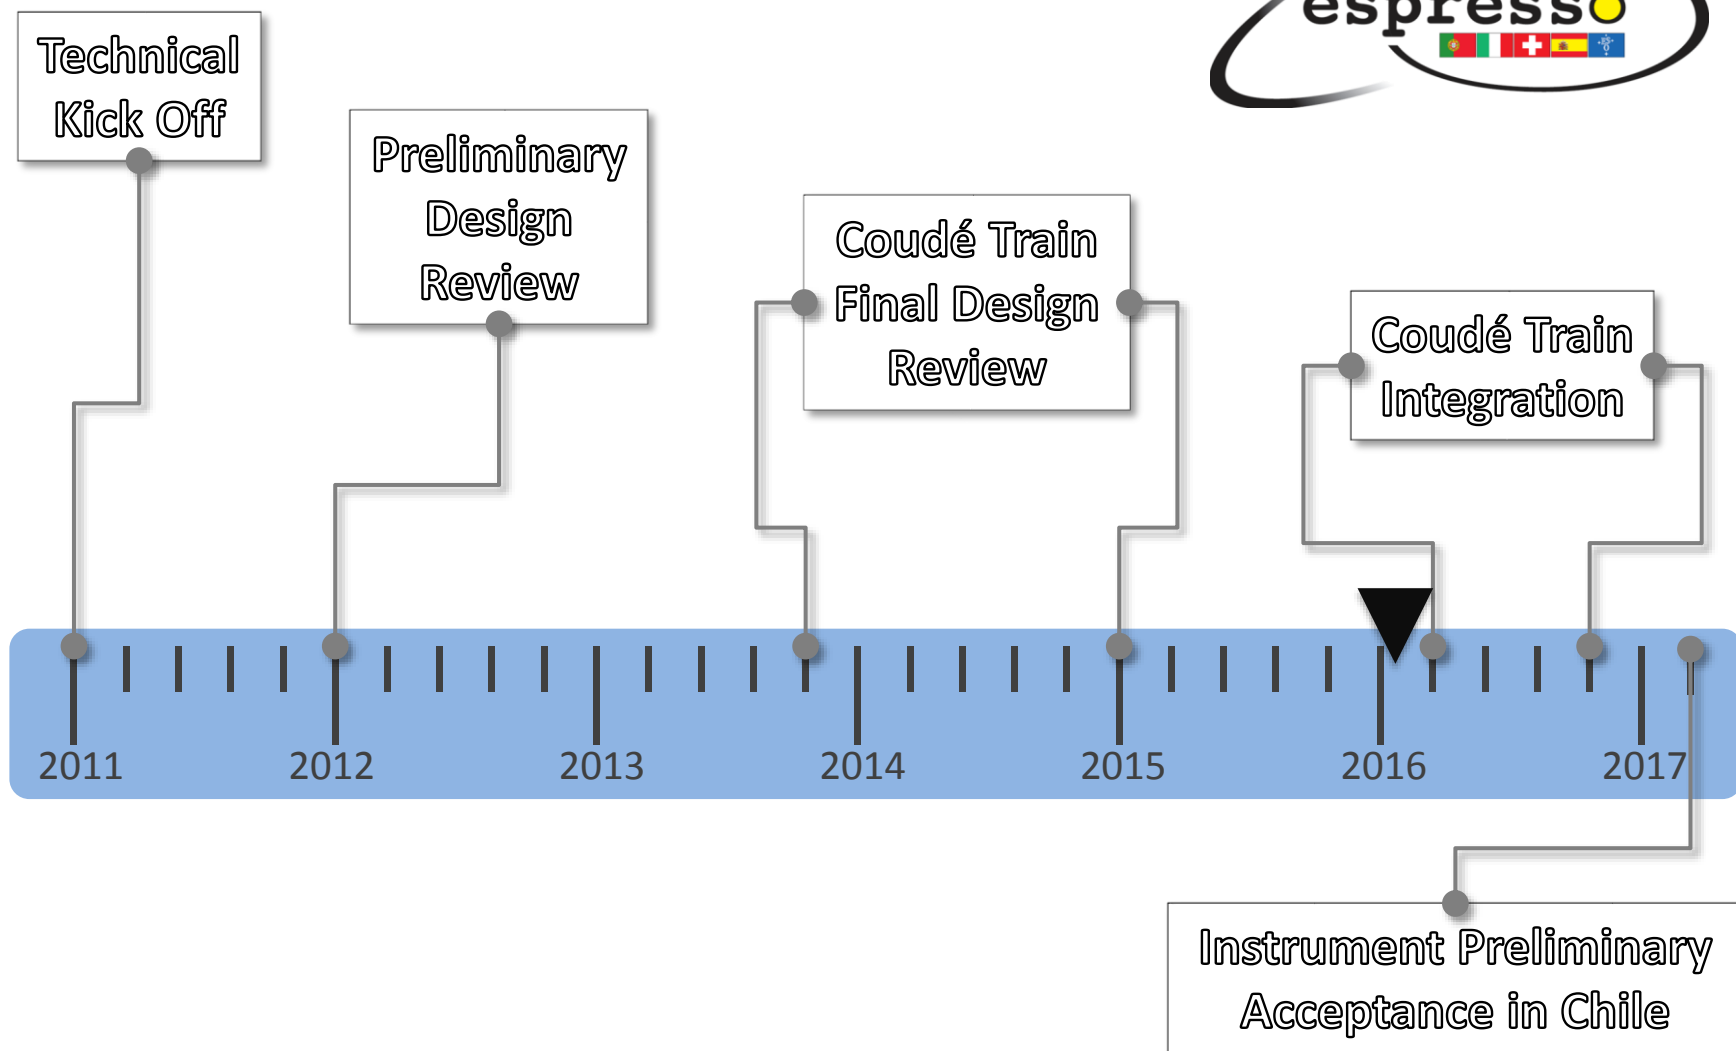 espresso
Technical
Kick Off
Preliminary
Design
Review
Coudé Train
Final Design
Review
Coudé Train
Integration
2011 2012 2013 2014 2015 2016 2017
Instrument Preliminary
Acceptance in Chile